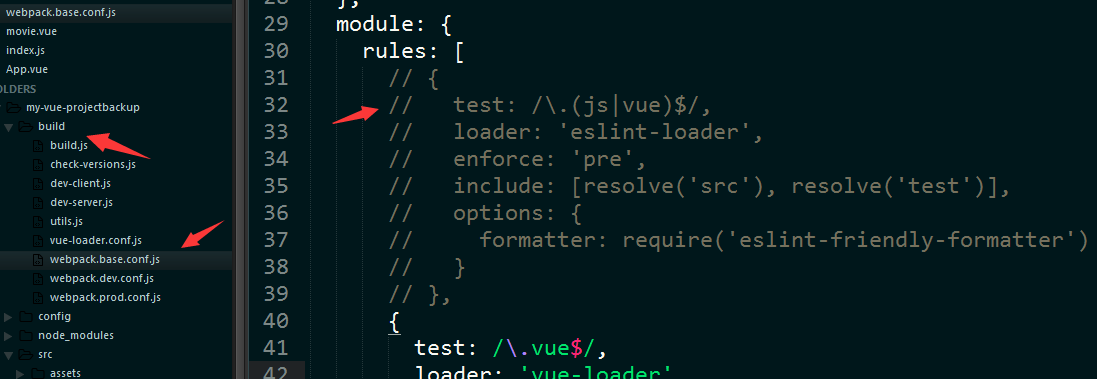 webpack.base.conf.js
movie.vue
index.js
App.vue
OLDERS
my-vue-projectbackup
build
build.js
check-versions.js
dev-client.js
dev-server.js
utils.js
vue-loader.conf.js
webpack.base.conf.js
webpack.dev.conf.js
webpack.prod.conf.js
config
node_modules
src
assets
29 module: {
30 rules: [
31 // {
32 // test: /\.(js|vue)$/,
33 // loader: 'eslint-loader',
34 // enforce: 'pre',
35 // include: [resolve('src'), resolve('test')],
36 // options: {
37 // formatter: require('eslint-friendly-formatter')
38 // }
39 // },
40 {
41 test: /\.vue$/,
42 loader: 'vue-loader'